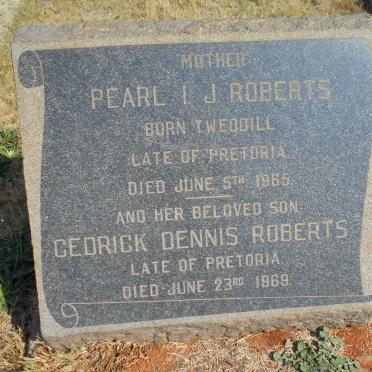 MOTHER
PEARL I. J. ROBERTS
BORN TWEDDILL
LATE OF PRETORIA.
DIED JUNE 5TH 1965.
AND HER BELOVED SON
CEDRICK DENNIS ROBERTS
LATE OF PRETORIA
DIED JUNE 23RD 1969.